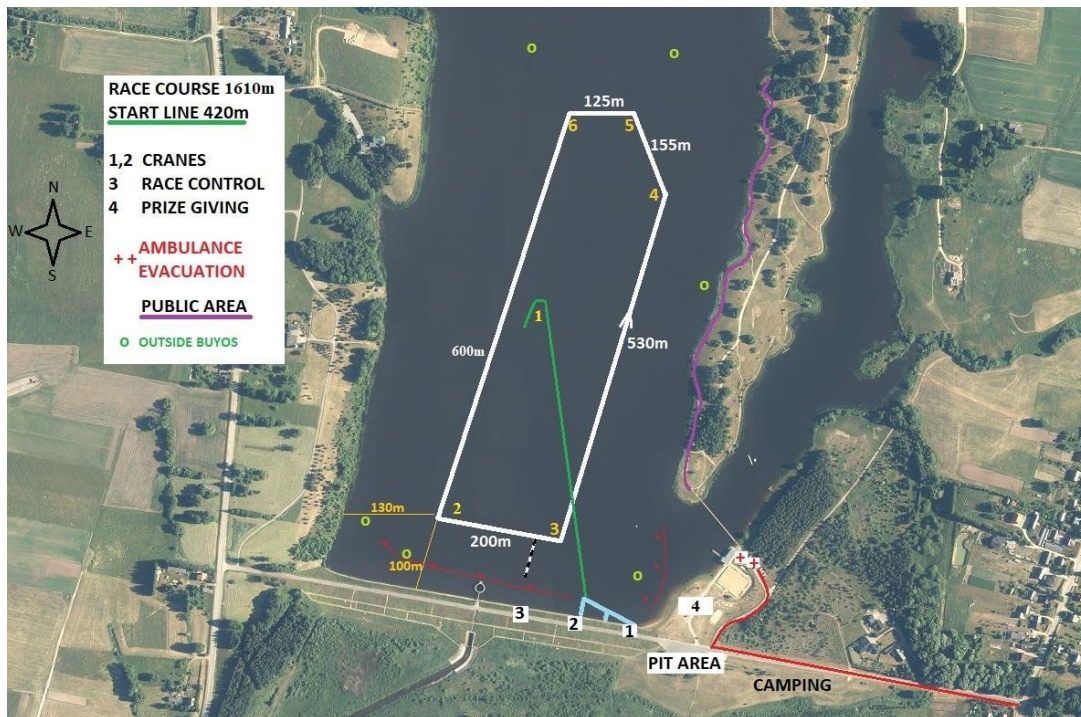 RACE COURSE 1610m
START LINE 420m
1,2 CRANES
3 RACE CONTROL
4 PRIZE GIVING
++ AMBULANCE
EVACUATION
PUBLIC AREA
o OUTSIDE BUYOS
N
W E
S
o
o
125m
6 5
155m
4
o
1
600m
530m
130m
2
o
3
200m
o
100m
o
++
3
2
1
4
PIT AREA
CAMPING